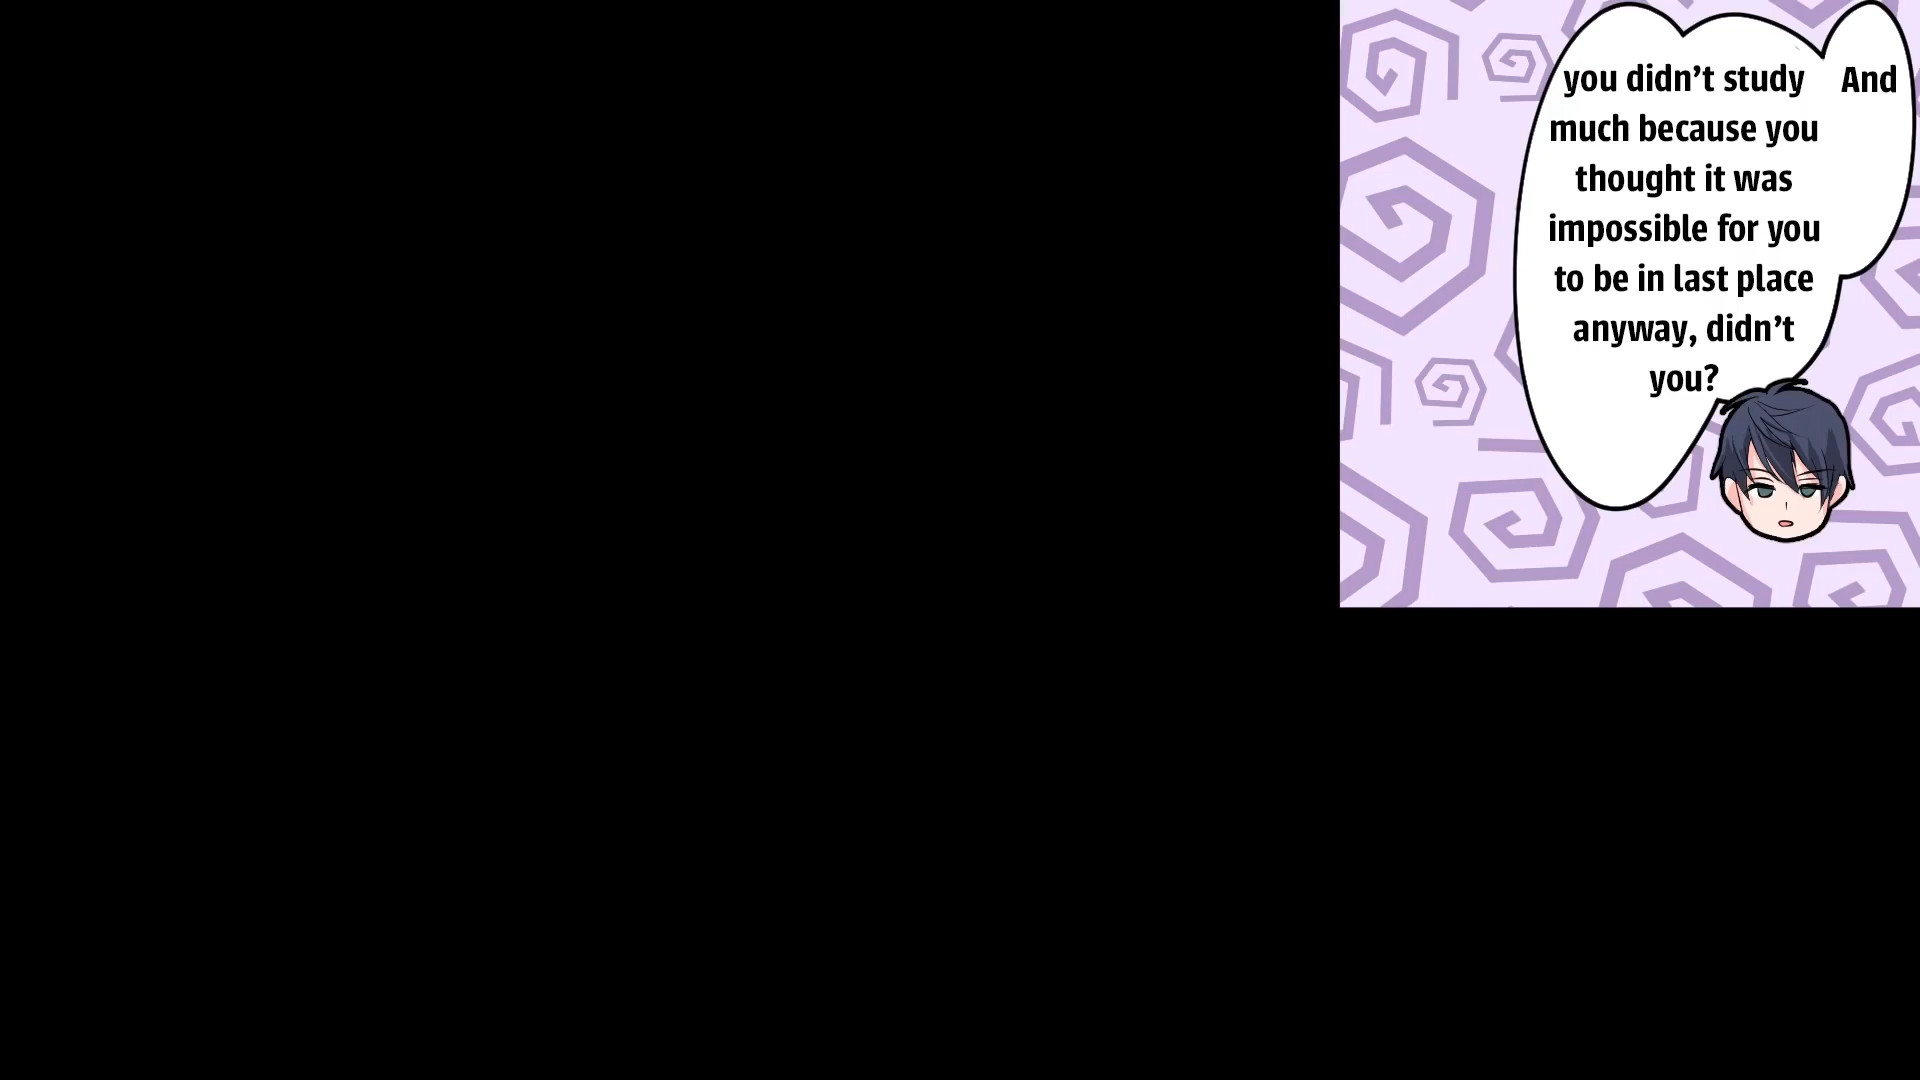 And
you didn't study
much because you
thought it was
impossible for you
to be in last place
anyway, didn't
you?